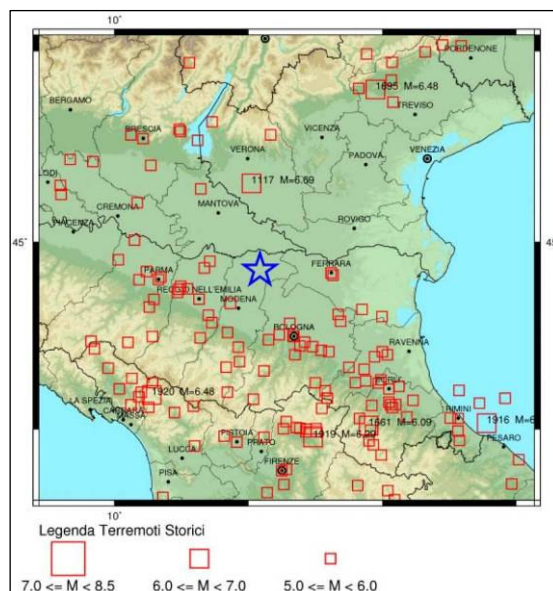 10˚
PORDENONE
1695 M=6.48
TREVISO
BERGAMO
BRESCIA
VICENZA
VERONA
PADOVA
VENEZIA
1117 M=6.69
CREMONA
MANTOVA
ROVIGO
PIACENZA
45˚
PARMA
FERRARA
REGGIO NELL'EMILIA
MODENA
BOLOGNA
RAVENNA
FORLI
1920 M=6.48
LA SPEZIA
MASSA
1661 M=6.09
RIMINI
1916 M=6
PISTOIA
1919 M=6.29
PESARO
LUCCA
PRATO
FIRENZE
PISA
10˚
Legenda Terremoti Storici
7.0 <= M < 8.5 6.0 <= M < 7.0 5.0 <= M < 6.0